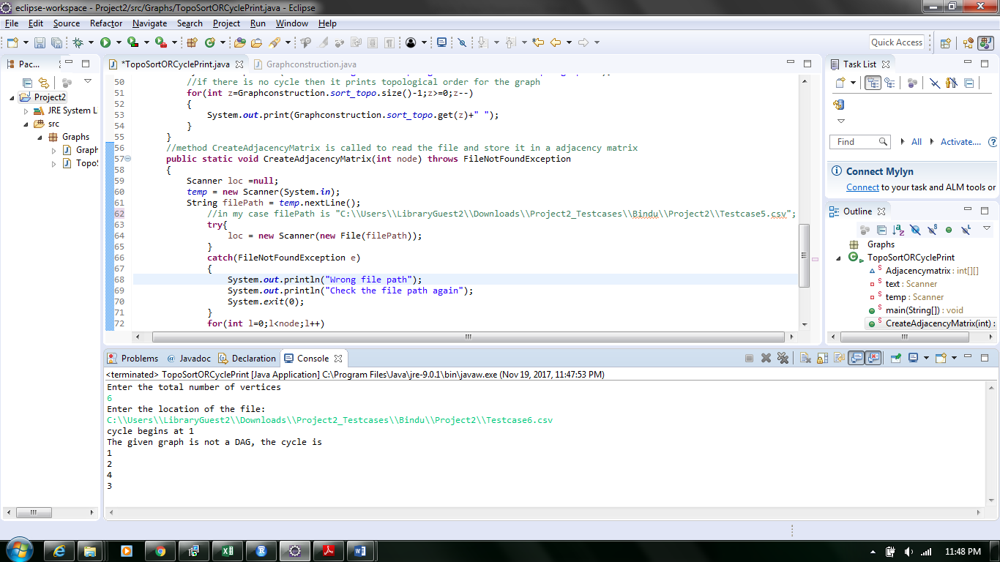 eclipse-workspace - Project2/src/Graphs/TopoSortORCyclePrint.java - Eclipse
File Edit Source Refactor Navigate Search Project Run Window Help
Quick Access
Pac...
*TopoSortORCyclePrint.java
Graphconstruction.java
Task List
Project2
JRE System L
src
Graphs
Graph
TopoS
50 //if there is no cycle then it prints topological order for the graph
51 for(int z=Graphconstruction.sort_topo.size()-1;z>=0;z--)
52 {
53 System.out.print(Graphconstruction.sort_topo.get(z)+" ");
54 }
55 }
56 //method CreateAdjacencyMatrix is called to read the file and store it in a adjacency matrix
57 public static void CreateAdjacencyMatrix(int node) throws FileNotFoundException
58 {
59 Scanner loc =null;
60 temp = new Scanner(System.in);
61 String filePath = temp.nextLine();
62 //in my case filePath is "C:\\Users\\LibraryGuest2\\Downloads\\Project2_Testcases\\Bindu\\Project2\\Testcase5.csv";
63 try{
64 loc = new Scanner(new File(filePath));
65 }
66 catch(FileNotFoundException e)
67 {
68 System.out.println("Wrong file path");
69 System.out.println("Check the file path again");
70 System.exit(0);
71 }
72 for(int l=0;l<node;l++)
Find
All
Activate....
Connect Mylyn
Connect to your task and ALM tools or
Outline
Graphs
TopoSortORCyclePrint
Adjacencymatrix : int[][]
text : Scanner
temp : Scanner
main(String[]) : void
CreateAdjacencyMatrix(int) :
Problems
@ Javadoc
Declaration
Console
<terminated> TopoSortORCyclePrint [Java Application] C:\Program Files\Java\jre-9.0.1\bin\javaw.exe (Nov 19, 2017, 11:47:53 PM)
Enter the total number of vertices
6
Enter the location of the file:
C:\\Users\\LibraryGuest2\\Downloads\\Project2_Testcases\\Bindu\\Project2\\Testcase6.csv
cycle begins at 1
The given graph is not a DAG, the cycle is
1
2
4
3
11:48 PM